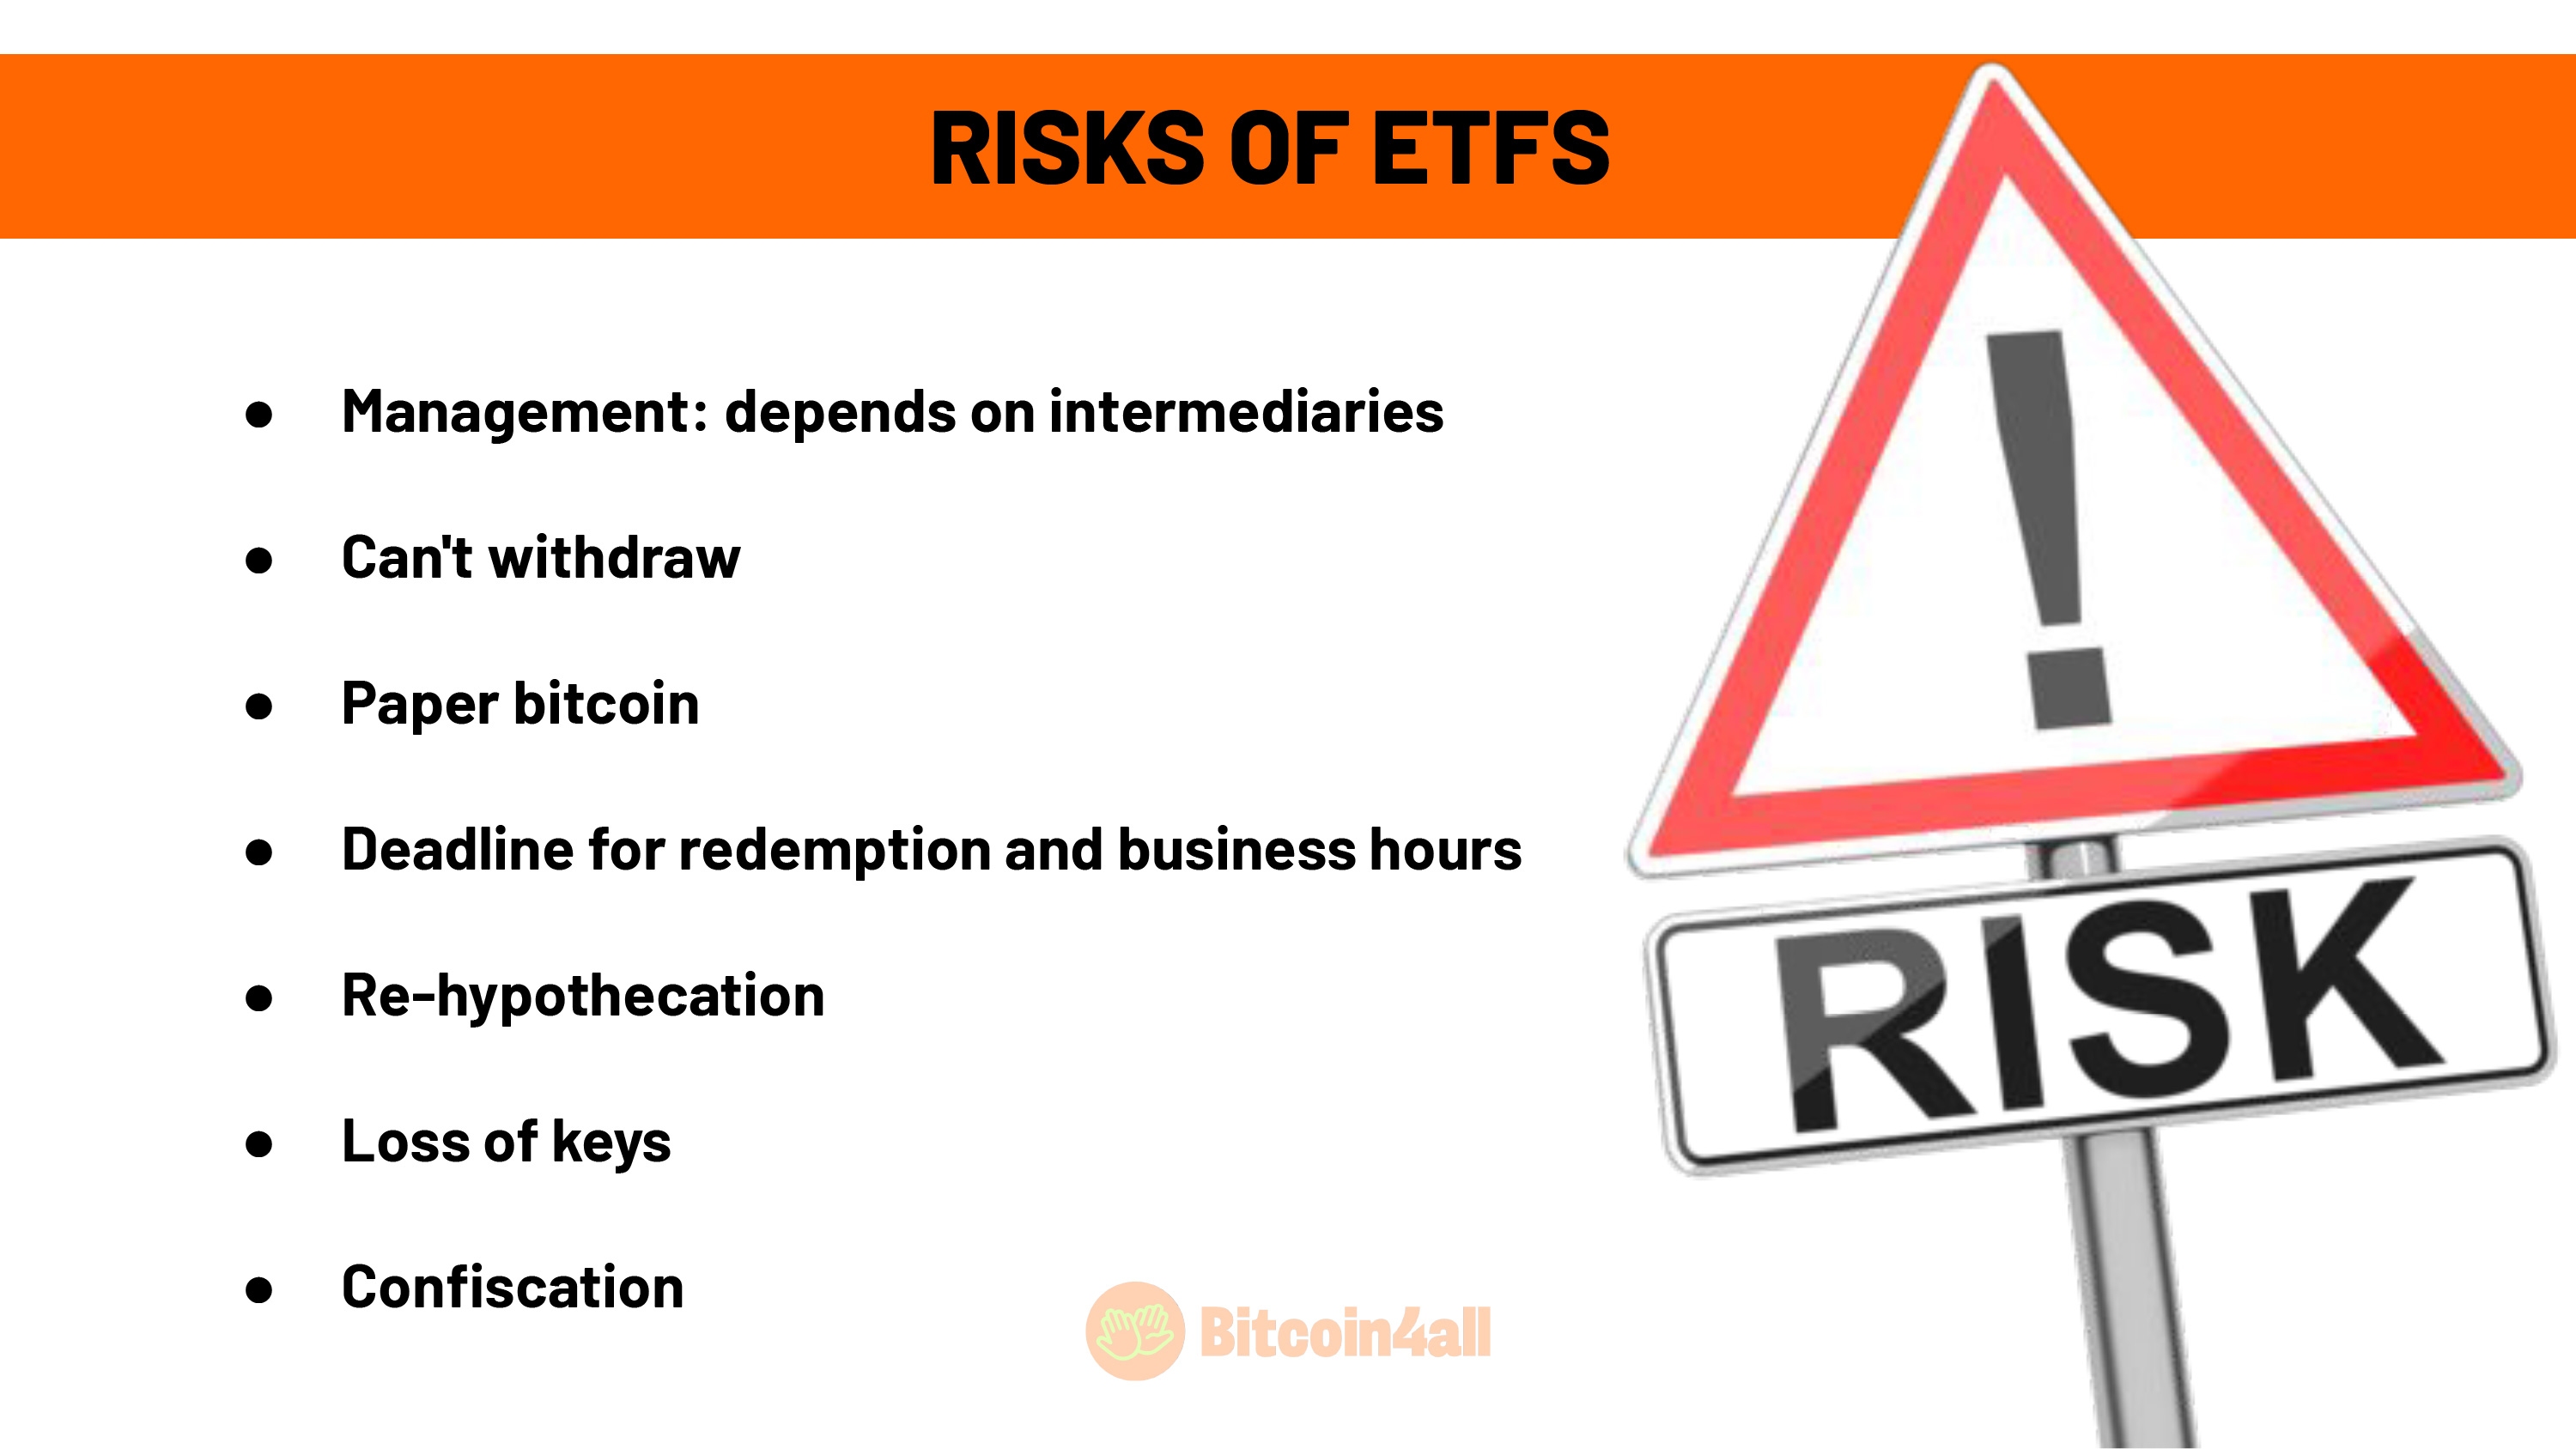 RISKS OF ETFS
● Management: depends on intermediaries
● Can't withdraw
● Paper bitcoin
● Deadline for redemption and business hours
● Re-hypothecation
● Loss of keys
● Confiscation
!
RISK
Bitcoin4all